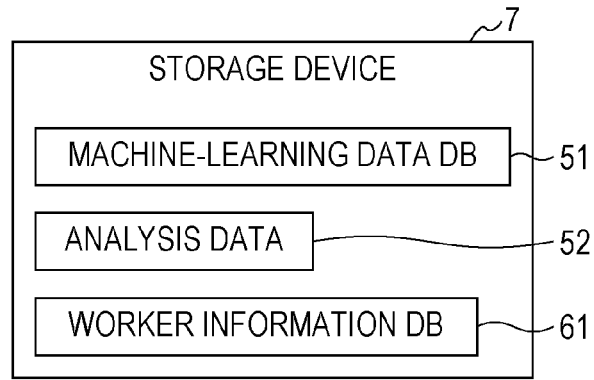 7
STORAGE DEVICE
MACHINE-LEARNING DATA DB 51
ANALYSIS DATA 52
WORKER INFORMATION DB 61